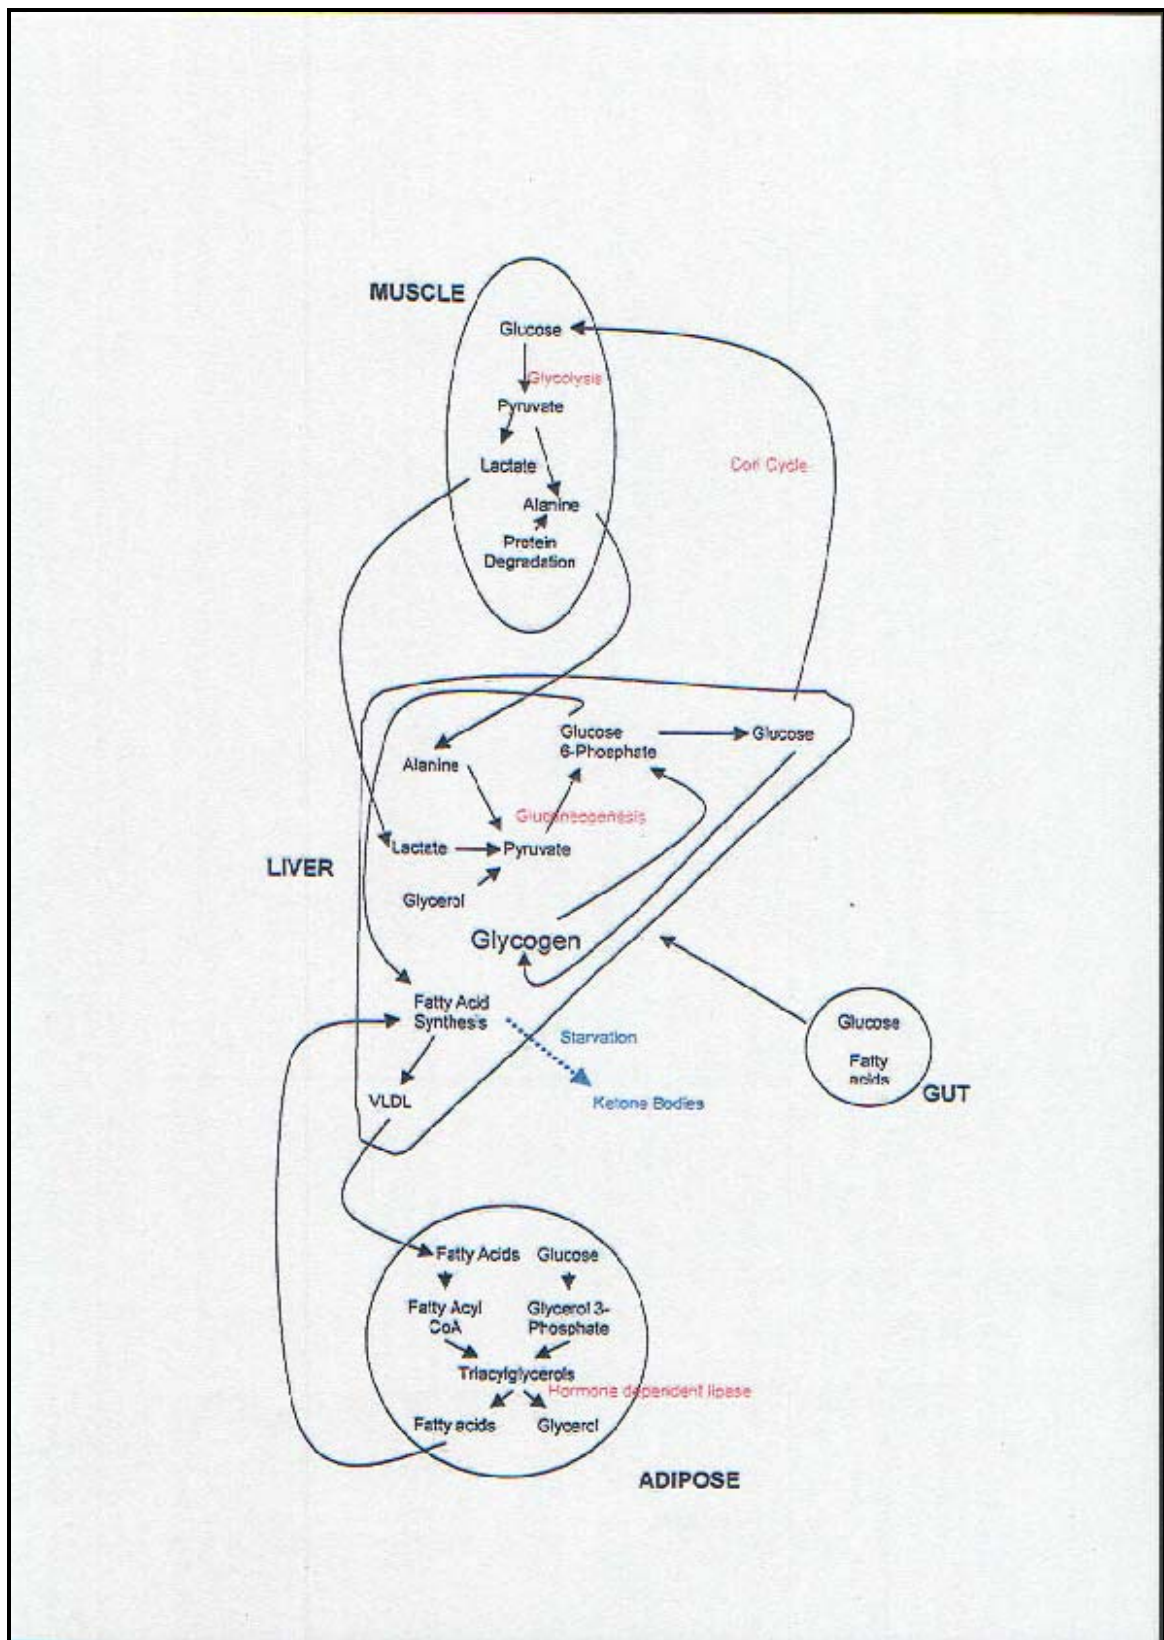 MUSCLE
Glucose
Glycolysis
Pyruvate
Lactate
Cori Cycle
Alanine
Protein
Degradation
Glucose
6-Phosphate
Glucose
Alanine
Gluconeogenesis
Lactate
Pyruvate
LIVER
Glycerol
Glycogen
Fatty Acid
Synthesis
Starvation
Glucose
Fatty
acids
GUT
VLDL
Ketone Bodies
Fatty Acids
Glucose
Fatty Acyl
CoA
Glycerol 3-
Phosphate
Triacylglycerols
Hormone dependent lipase
Fatty acids
Glycerol
ADIPOSE